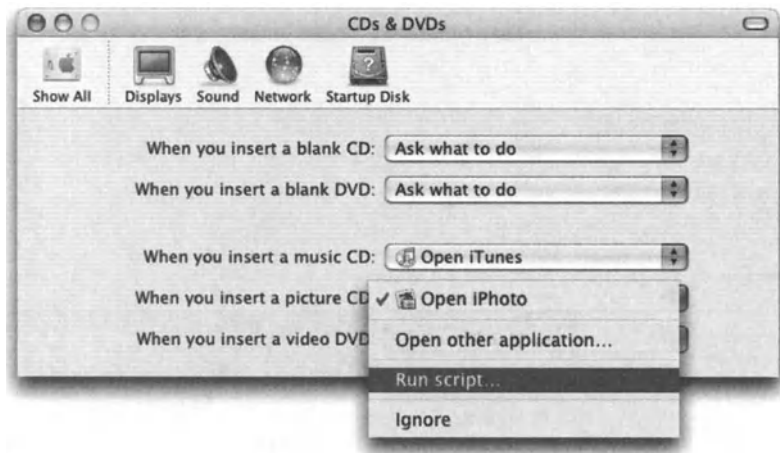 CDs & DVDs
Show All Displays Sound Network Startup Disk
When you insert a blank CD: Ask what to do
When you insert a blank DVD: Ask what to do
When you insert a music CD: Open iTunes
When you insert a picture CD ✓ Open iPhoto
When you insert a video DVD Open other application...
Run script...
Ignore